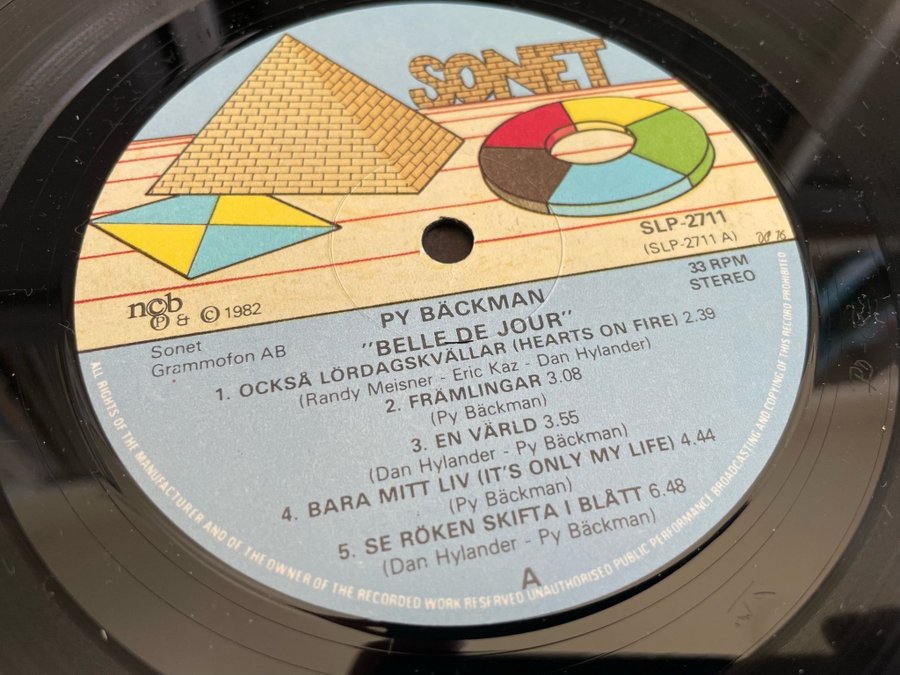 SONET
SLP-2711
(SLP-2711 A)
33 RPM
STEREO
ncb
Ⓟ & © 1982
Sonet
Grammofon AB
PY BÄCKMAN
"BELLE DE JOUR"
1. OCKSÅ LÖRDAGSKVÄLLAR (HEARTS ON FIRE) 2.39
(Randy Meisner - Eric Kaz - Dan Hylander)
2. FRÄMLINGAR 3.08
(Py Bäckman)
3. EN VÄRLD 3.55
(Dan Hylander - Py Bäckman)
4. BARA MITT LIV (IT'S ONLY MY LIFE) 4.44
(Py Bäckman)
5. SE RÖKEN SKIFTA I BLÅTT 6.48
(Dan Hylander - Py Bäckman)
A
ALL RIGHTS OF THE MANUFACTURER AND OF THE OWNER OF THE RECORDED WORK RESERVED. UNAUTHORISED PUBLIC PERFORMANCE BROADCASTING AND COPYING OF THIS RECORD PROHIBITED